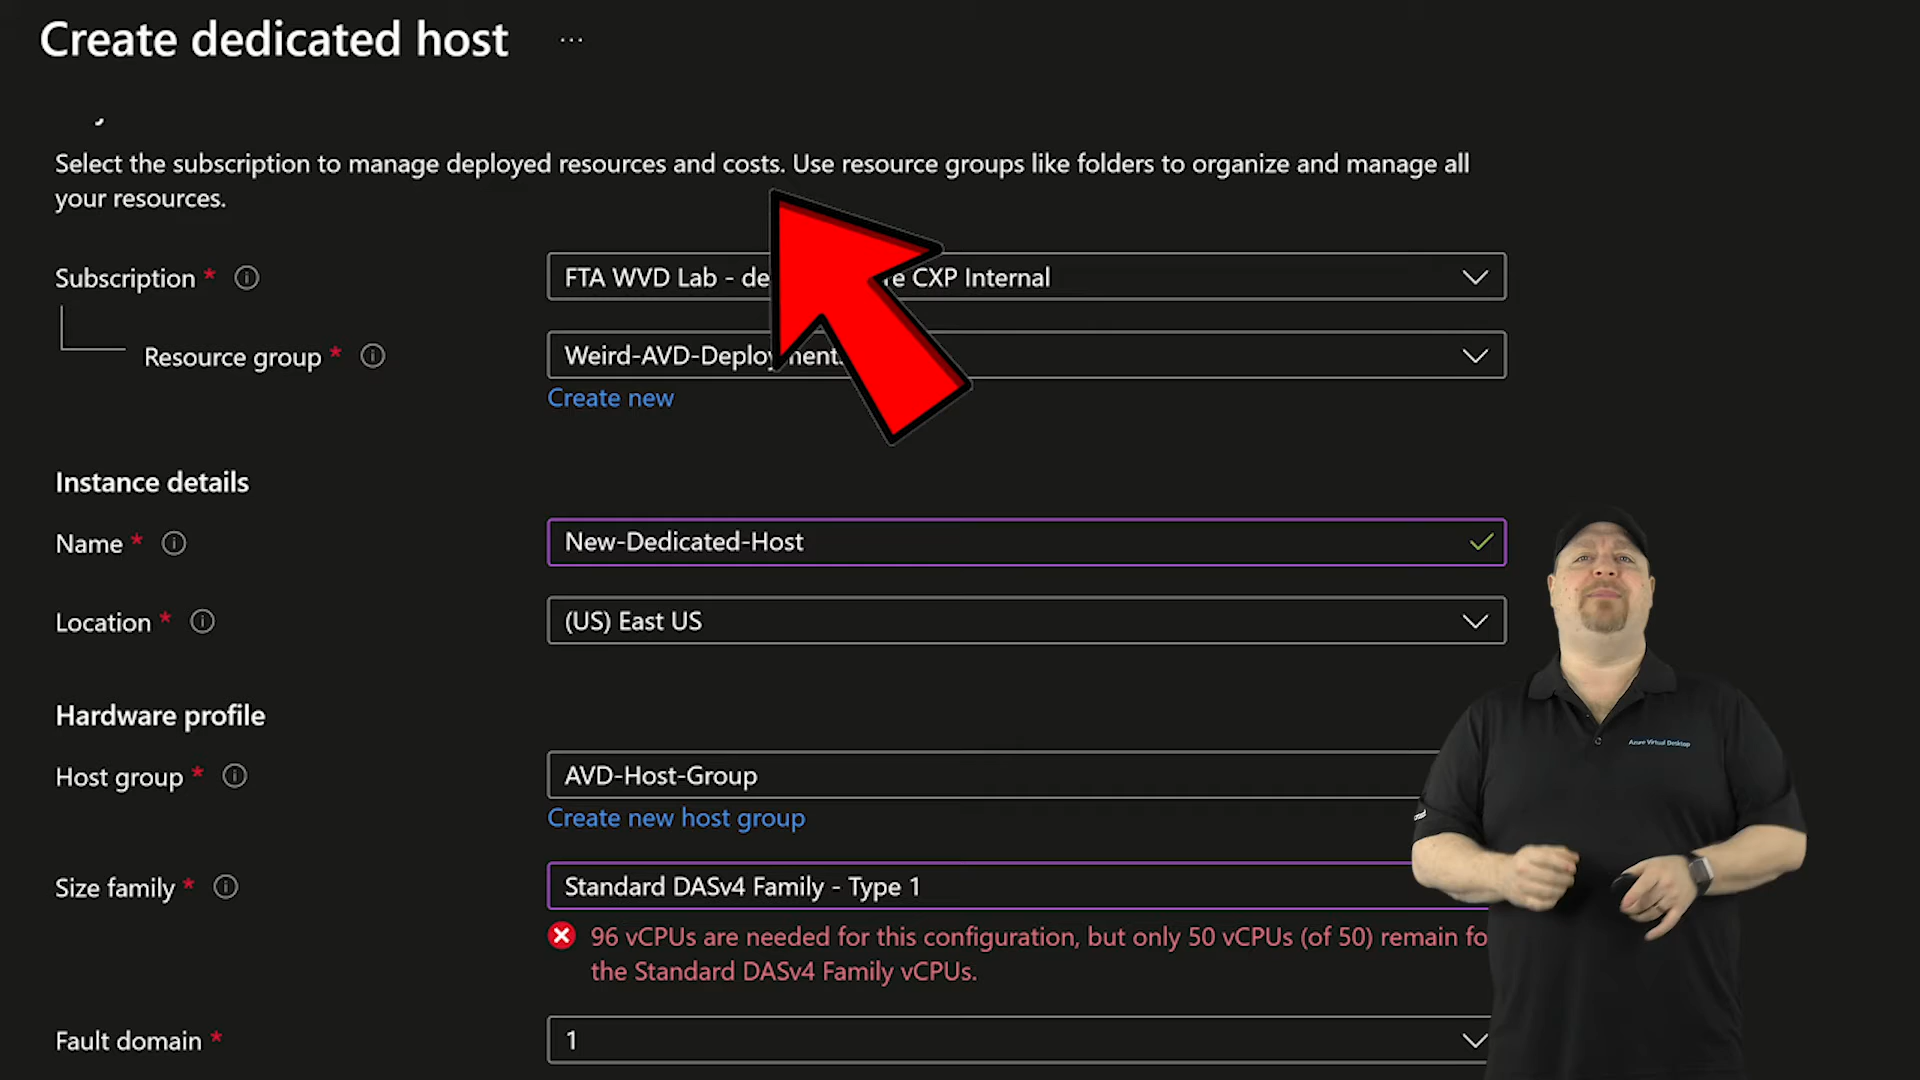 Create dedicated host
Select the subscription to manage deployed resources and costs. Use resource groups like folders to organize and manage all
your resources.
Subscription *
FTA WVD Lab - de CXP Internal
Resource group *
Weird-AVD-Deployments
Create new
Instance details
Name *
New-Dedicated-Host
Location *
(US) East US
Hardware profile
Host group *
AVD-Host-Group
Create new host group
Azure Virtual Desktop
Size family *
Standard DASv4 Family - Type 1
96 vCPUs are needed for this configuration, but only 50 vCPUs (of 50) remain fo
the Standard DASv4 Family vCPUs.
Fault domain *
1